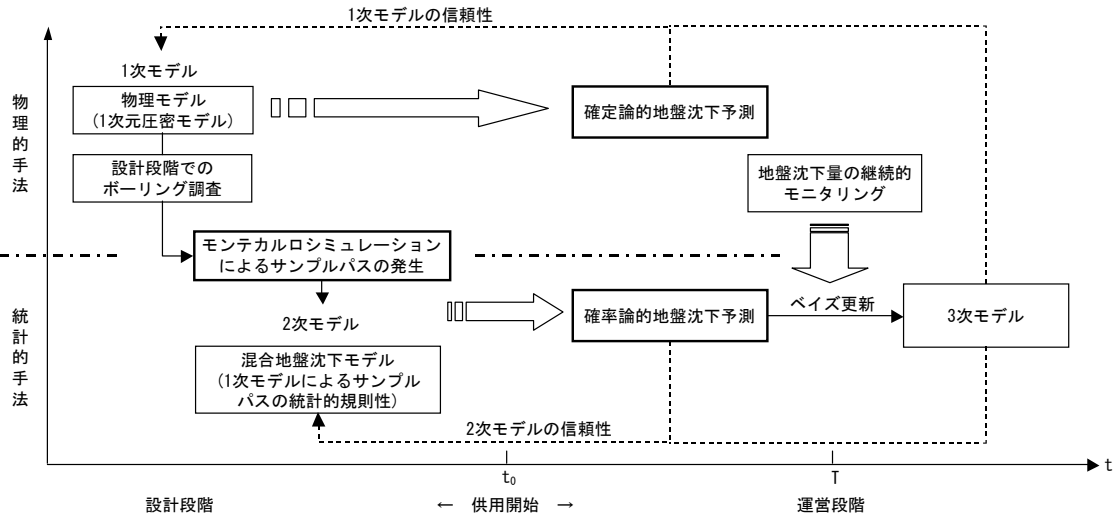 1次モデルの信頼性
1次モデル
物理モデル
(1次元圧密モデル)
確定論的地盤沈下予測
物理的手法
設計段階での
ボーリング調査
地盤沈下量の継続的
モニタリング
モンテカルロシミュレーション
によるサンプルパスの発生
2次モデル
確率論的地盤沈下予測
ベイズ更新
3次モデル
統計的手法
混合地盤沈下モデル
(1次モデルによるサンプル
パスの統計的規則性)
2次モデルの信頼性
t
t₀
T
設計段階
← 供用開始 →
運営段階